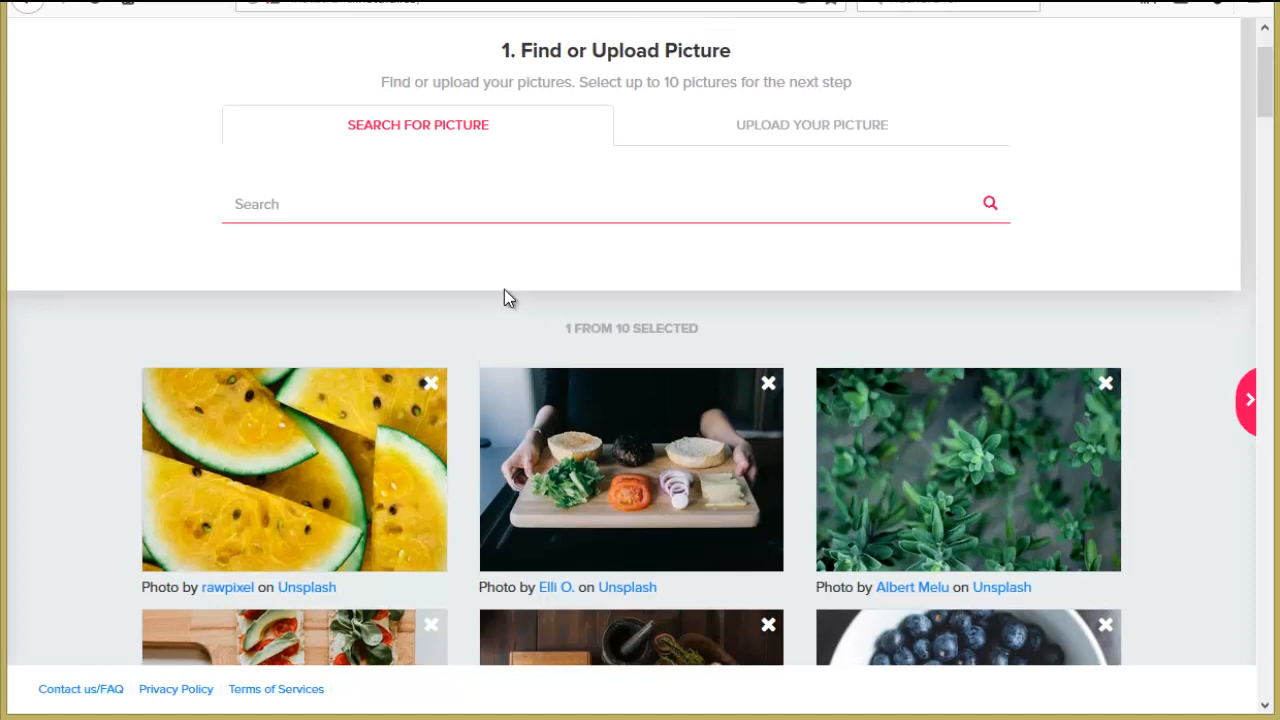 1. Find or Upload Picture
Find or upload your pictures. Select up to 10 pictures for the next step
SEARCH FOR PICTURE
UPLOAD YOUR PICTURE
Search
1 FROM 10 SELECTED
Photo by rawpixel on Unsplash
Photo by Elli O. on Unsplash
Photo by Albert Melu on Unsplash
Contact us/FAQ
Privacy Policy
Terms of Services